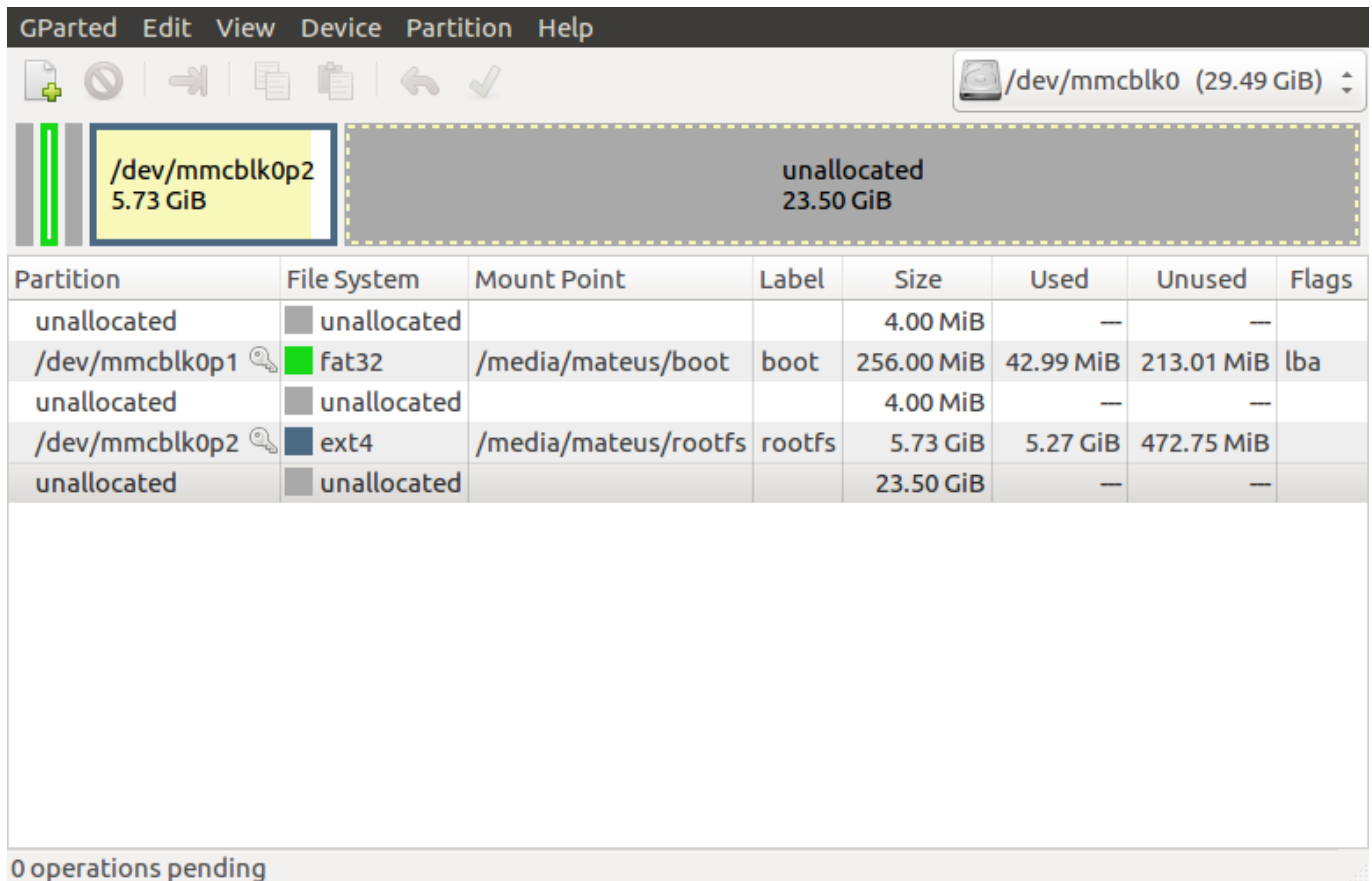 GParted Edit View Device Partition Help
/dev/mmcblk0 (29.49 GiB)
/dev/mmcblk0p2
5.73 GiB
unallocated
23.50 GiB
Partition File System Mount Point Label Size Used Unused Flags
unallocated unallocated 4.00 MiB --- ---
/dev/mmcblk0p1 fat32 /media/mateus/boot boot 256.00 MiB 42.99 MiB 213.01 MiB lba
unallocated unallocated 4.00 MiB --- ---
/dev/mmcblk0p2 ext4 /media/mateus/rootfs rootfs 5.73 GiB 5.27 GiB 472.75 MiB
unallocated unallocated 23.50 GiB --- ---
0 operations pending